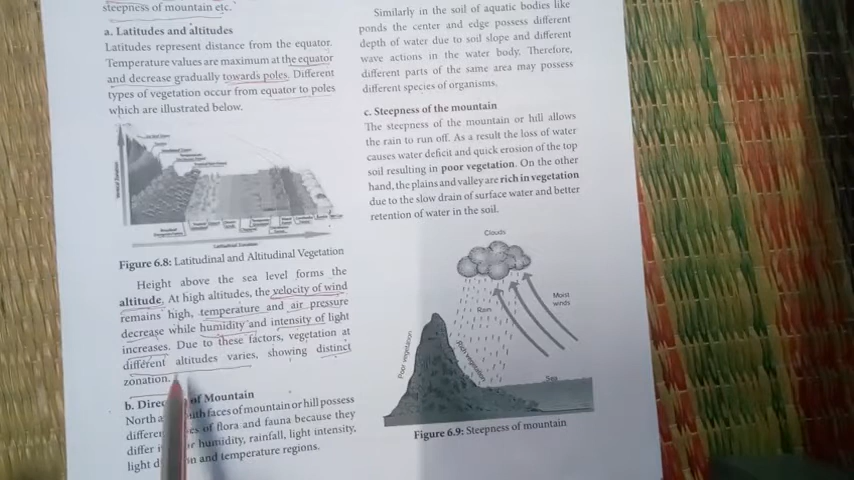 steepness of mountain etc.
a. Latitudes and altitudes
Latitudes represent distance from the equator.
Temperature values are maximum at the equator
and decrease gradually towards poles. Different
types of vegetation occur from equator to poles
which are illustrated below.
Figure 6.8: Latitudinal and Altitudinal Vegetation
Height above the sea level forms the
altitude. At high altitudes, the velocity of wind
remains high, temperature and air pressure
decrease while humidity and intensity of light
increases. Due to these factors, vegetation at
different altitudes varies, showing distinct
zonation.
b. of Mountain
North faces of mountain or hill possess
of flora and fauna because they
differ humidity, rainfall, light intensity,
light and temperature regions.
Similarly in the soil of aquatic bodies like
ponds the center and edge possess different
depth of water due to soil slope and different
wave actions in the water body. Therefore,
different parts of the same area may possess
different species of organisms.
c. Steepness of the mountain
The steepness of the mountain or hill allows
the rain to run off. As a result the loss of water
causes water deficit and quick erosion of the top
soil resulting in poor vegetation. On the other
hand, the plains and valley are rich in vegetation
due to the slow drain of surface water and better
retention of water in the soil.
Clouds
Moist
winds
Rain
Poor vegetation
Rich vegetation
Sea
Figure 6.9: Steepness of mountain